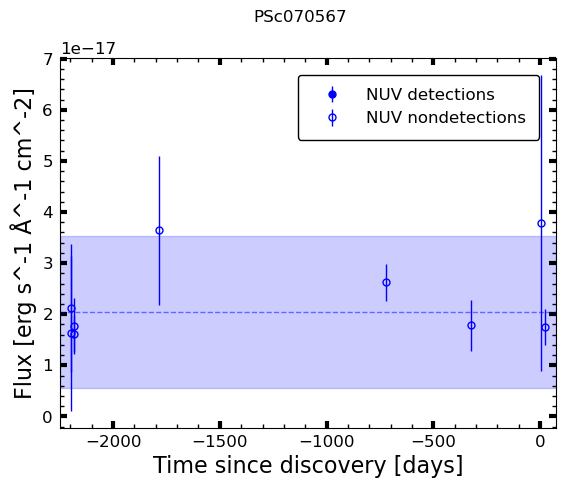 PSc070567
1e−17
7
6
5
4
3
2
1
0
Flux [erg s^-1 Å^-1 cm^-2]
NUV detections
NUV nondetections
−2000 −1500 −1000 −500 0
Time since discovery [days]